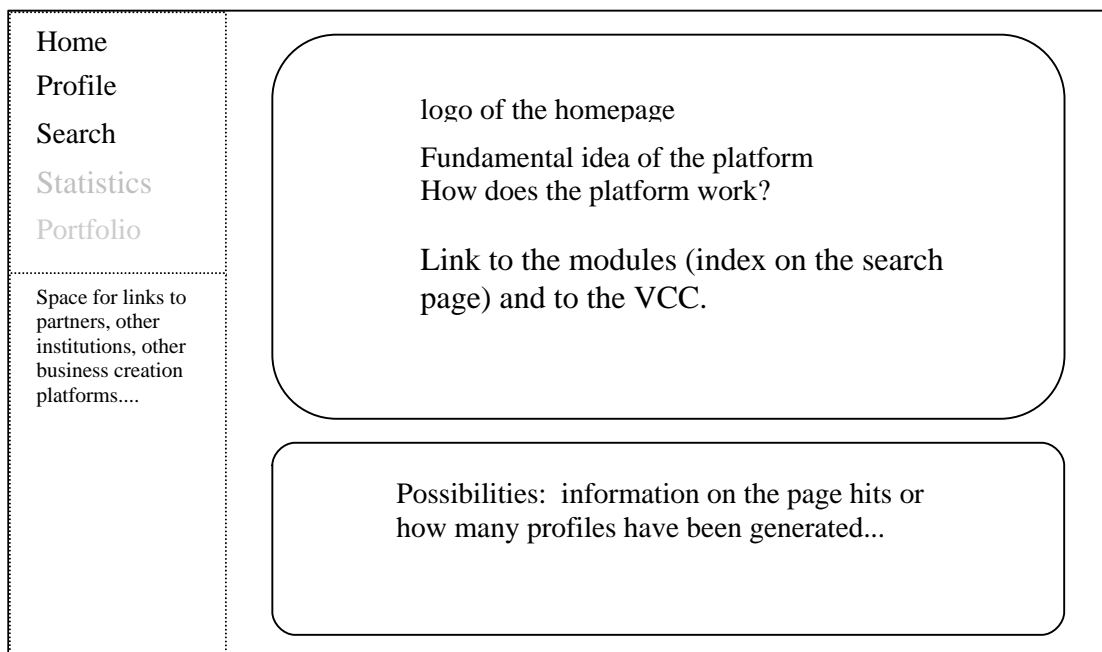 Home
Profile
Search
Statistics
Portfolio
Space for links to
partners, other
institutions, other
business creation
platforms....
logo of the homepage
Fundamental idea of the platform
How does the platform work?
Link to the modules (index on the search
page) and to the VCC.
Possibilities:  information on the page hits or
how many profiles have been generated...